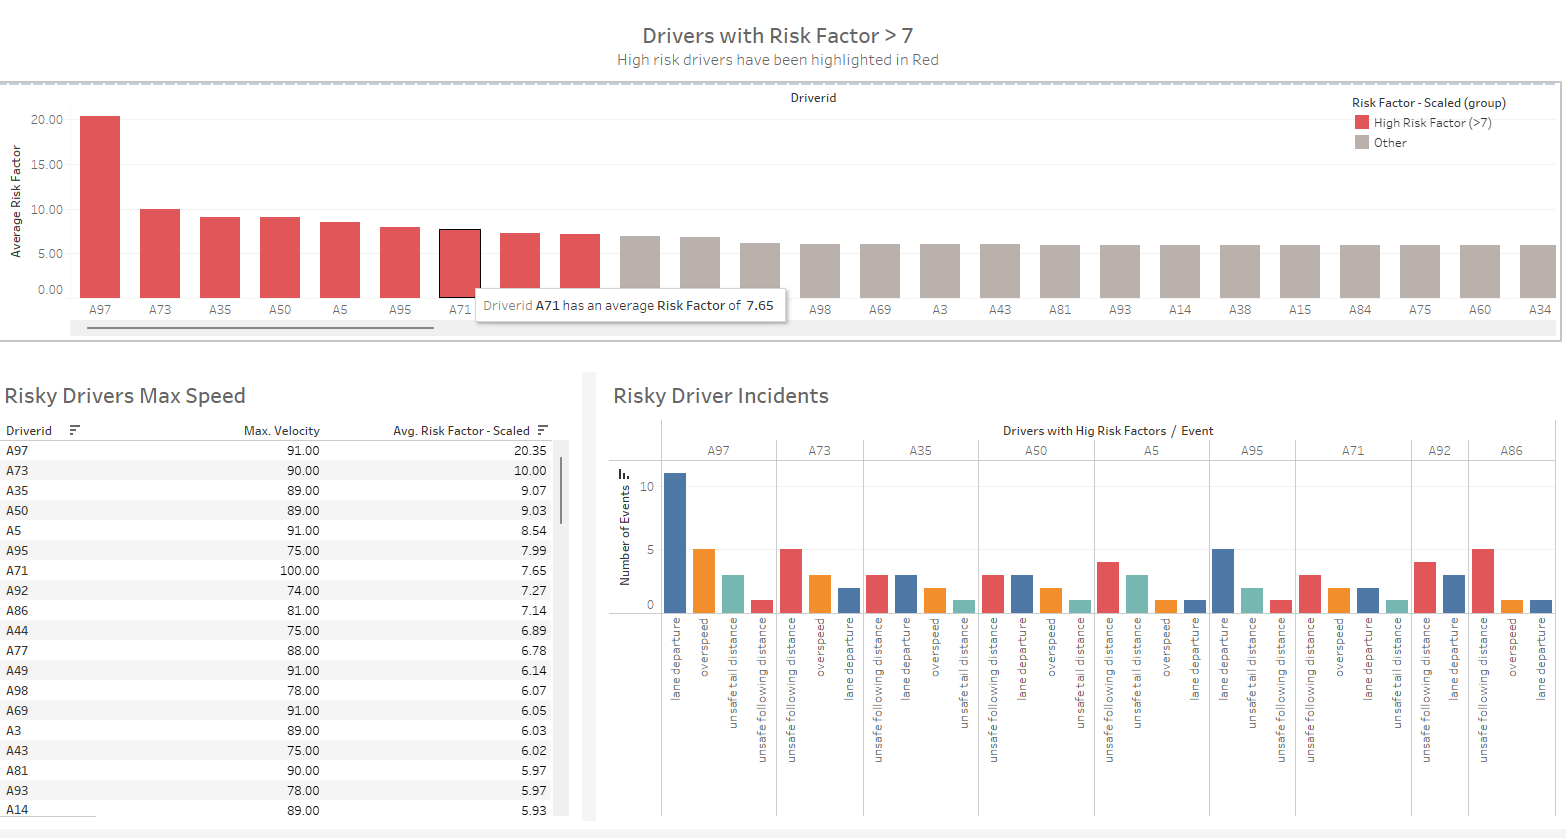 Drivers with Risk Factor > 7
High risk drivers have been highlighted in Red
Driverid
Risk Factor - Scaled (group)
High Risk Factor (>7)
Other
Average Risk Factor
20.00
15.00
10.00
5.00
0.00
A97 A73 A35 A50 A5 A95 A71 A98 A69 A3 A43 A81 A93 A14 A38 A15 A84 A75 A60 A34
Driverid A71 has an average Risk Factor of 7.65
Risky Drivers Max Speed
Driverid Max. Velocity Avg. Risk Factor - Scaled
A97 91.00 20.35
A73 90.00 10.00
A35 89.00 9.07
A50 89.00 9.03
A5 91.00 8.54
A95 75.00 7.99
A71 100.00 7.65
A92 74.00 7.27
A86 81.00 7.14
A44 75.00 6.89
A77 88.00 6.78
A49 91.00 6.14
A98 78.00 6.07
A69 91.00 6.05
A3 89.00 6.03
A43 75.00 6.02
A81 90.00 5.97
A93 78.00 5.97
A14 89.00 5.93
Risky Driver Incidents
Drivers with Hig Risk Factors / Event
A97 A73 A35 A50 A5 A95 A71 A92 A86
Number of Events
10
5
0
lane departure
overspeed
unsafe tail distance
unsafe following distance
unsafe following distance
overspeed
lane departure
unsafe following distance
lane departure
overspeed
unsafe tail distance
unsafe following distance
lane departure
overspeed
unsafe tail distance
unsafe following distance
unsafe tail distance
overspeed
lane departure
lane departure
unsafe tail distance
unsafe following distance
unsafe following distance
overspeed
lane departure
unsafe tail distance
unsafe following distance
lane departure
unsafe following distance
overspeed
lane departure